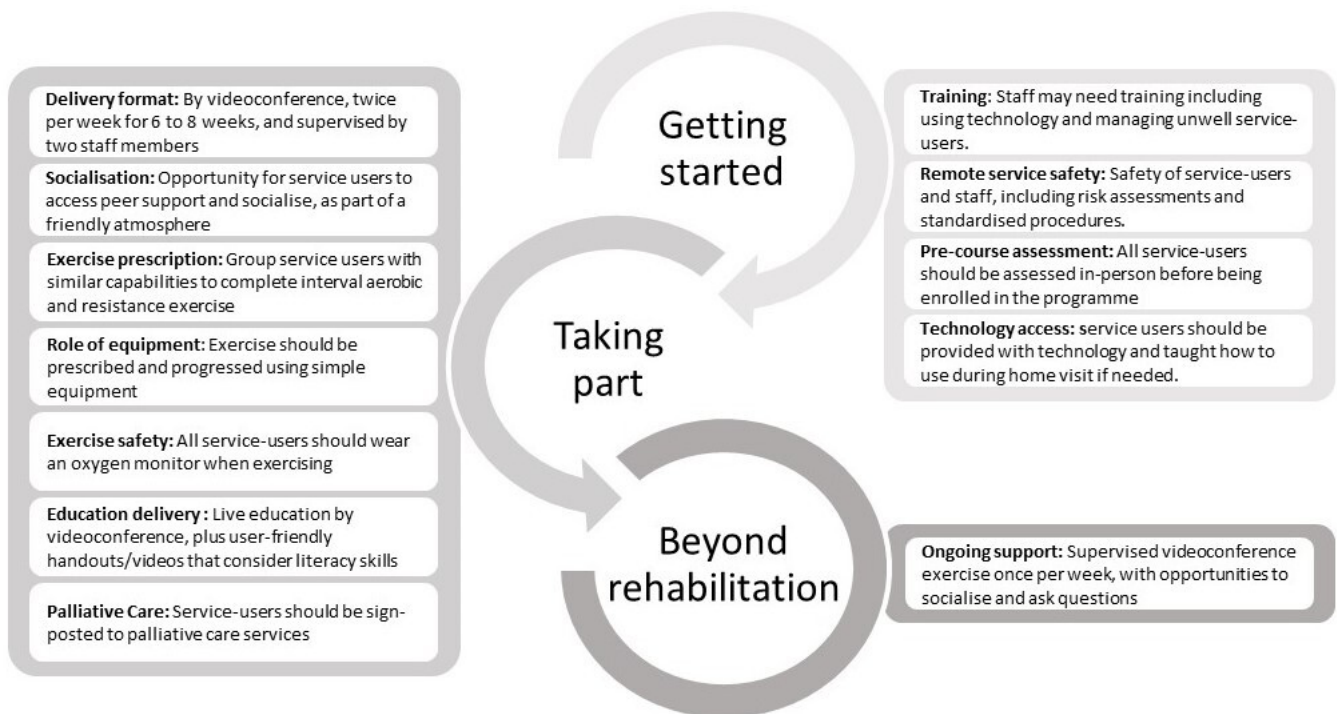 Getting
started
Training: Staff may need training including
using technology and managing unwell service-
users.
Remote service safety: Safety of service-users
and staff, including risk assessments and
standardised procedures.
Pre-course assessment: All service-users
should be assessed in-person before being
enrolled in the programme
Technology access: service users should be
provided with technology and taught how to
use during home visit if needed.
Taking
part
Delivery format: By videoconference, twice
per week for 6 to 8 weeks, and supervised by
two staff members
Socialisation: Opportunity for service users to
access peer support and socialise, as part of a
friendly atmosphere
Exercise prescription: Group service users with
similar capabilities to complete interval aerobic
and resistance exercise
Role of equipment: Exercise should be
prescribed and progressed using simple
equipment
Exercise safety: All service-users should wear
an oxygen monitor when exercising
Education delivery : Live education by
videoconference, plus user-friendly
handouts/videos that consider literacy skills
Palliative Care: Service-users should be sign-
posted to palliative care services
Beyond
rehabilitation
Ongoing support: Supervised videoconference
exercise once per week, with opportunities to
socialise and ask questions